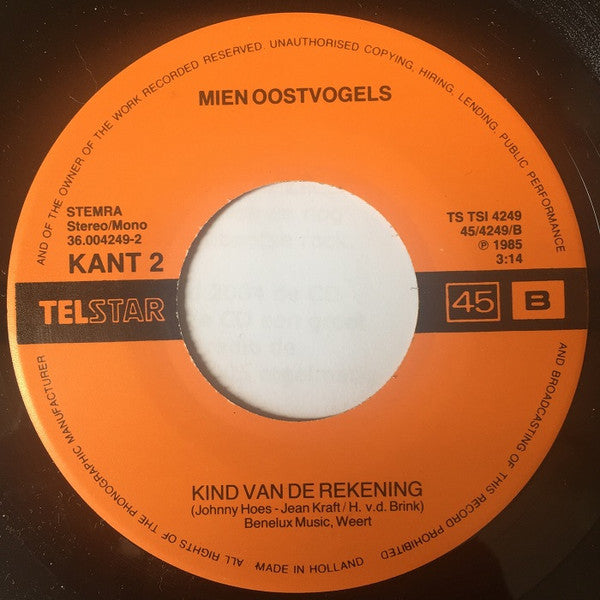 ALL RIGHTS OF THE PHONOGRAPHIC MANUFACTURER AND OF THE OWNER OF THE WORK RECORDED RESERVED. UNAUTHORISED COPYING, HIRING, LENDING, PUBLIC PERFORMANCE AND BROADCASTING OF THIS RECORD PROHIBITED
MIEN OOSTVOGELS
STEMRA
Stereo/Mono
36.004249-2
KANT 2
TS TSI 4249
45/4249/B
℗ 1985
3:14
TELSTAR
45 B
KIND VAN DE REKENING
(Johnny Hoes - Jean Kraft / H. v.d. Brink)
Benelux Music, Weert
MADE IN HOLLAND